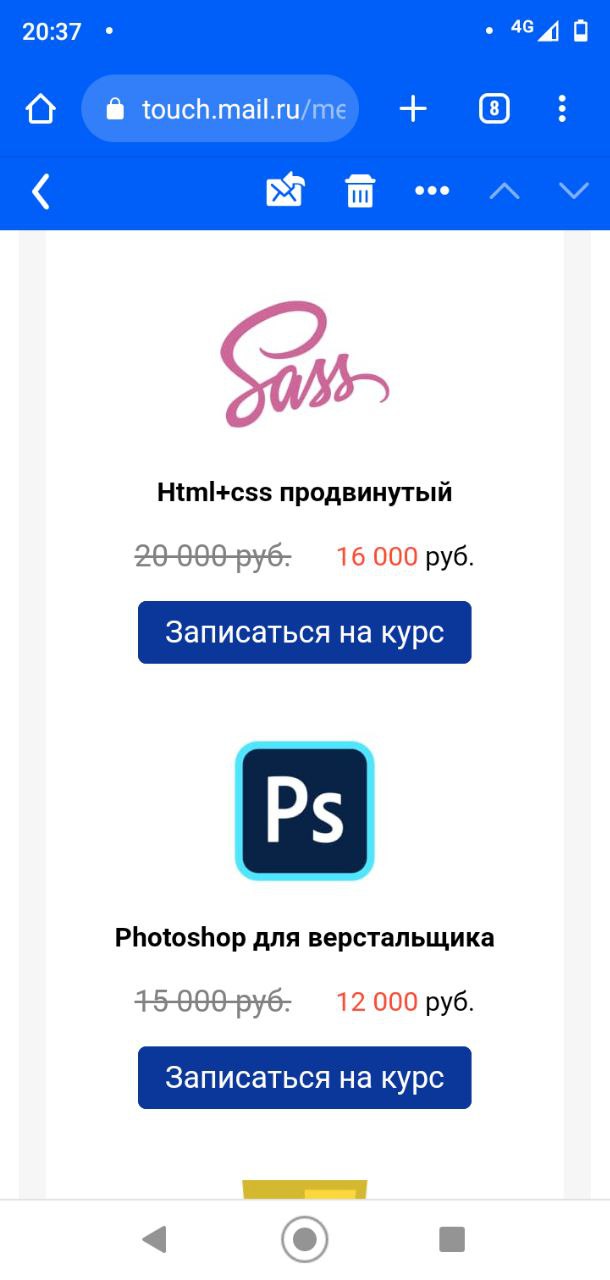 20:37
4G
touch.mail.ru/me
8
Sass
Html+css продвинутый
20 000 руб. 16 000 руб.
Записаться на курс
Ps
Photoshop для верстальщика
15 000 руб. 12 000 руб.
Записаться на курс